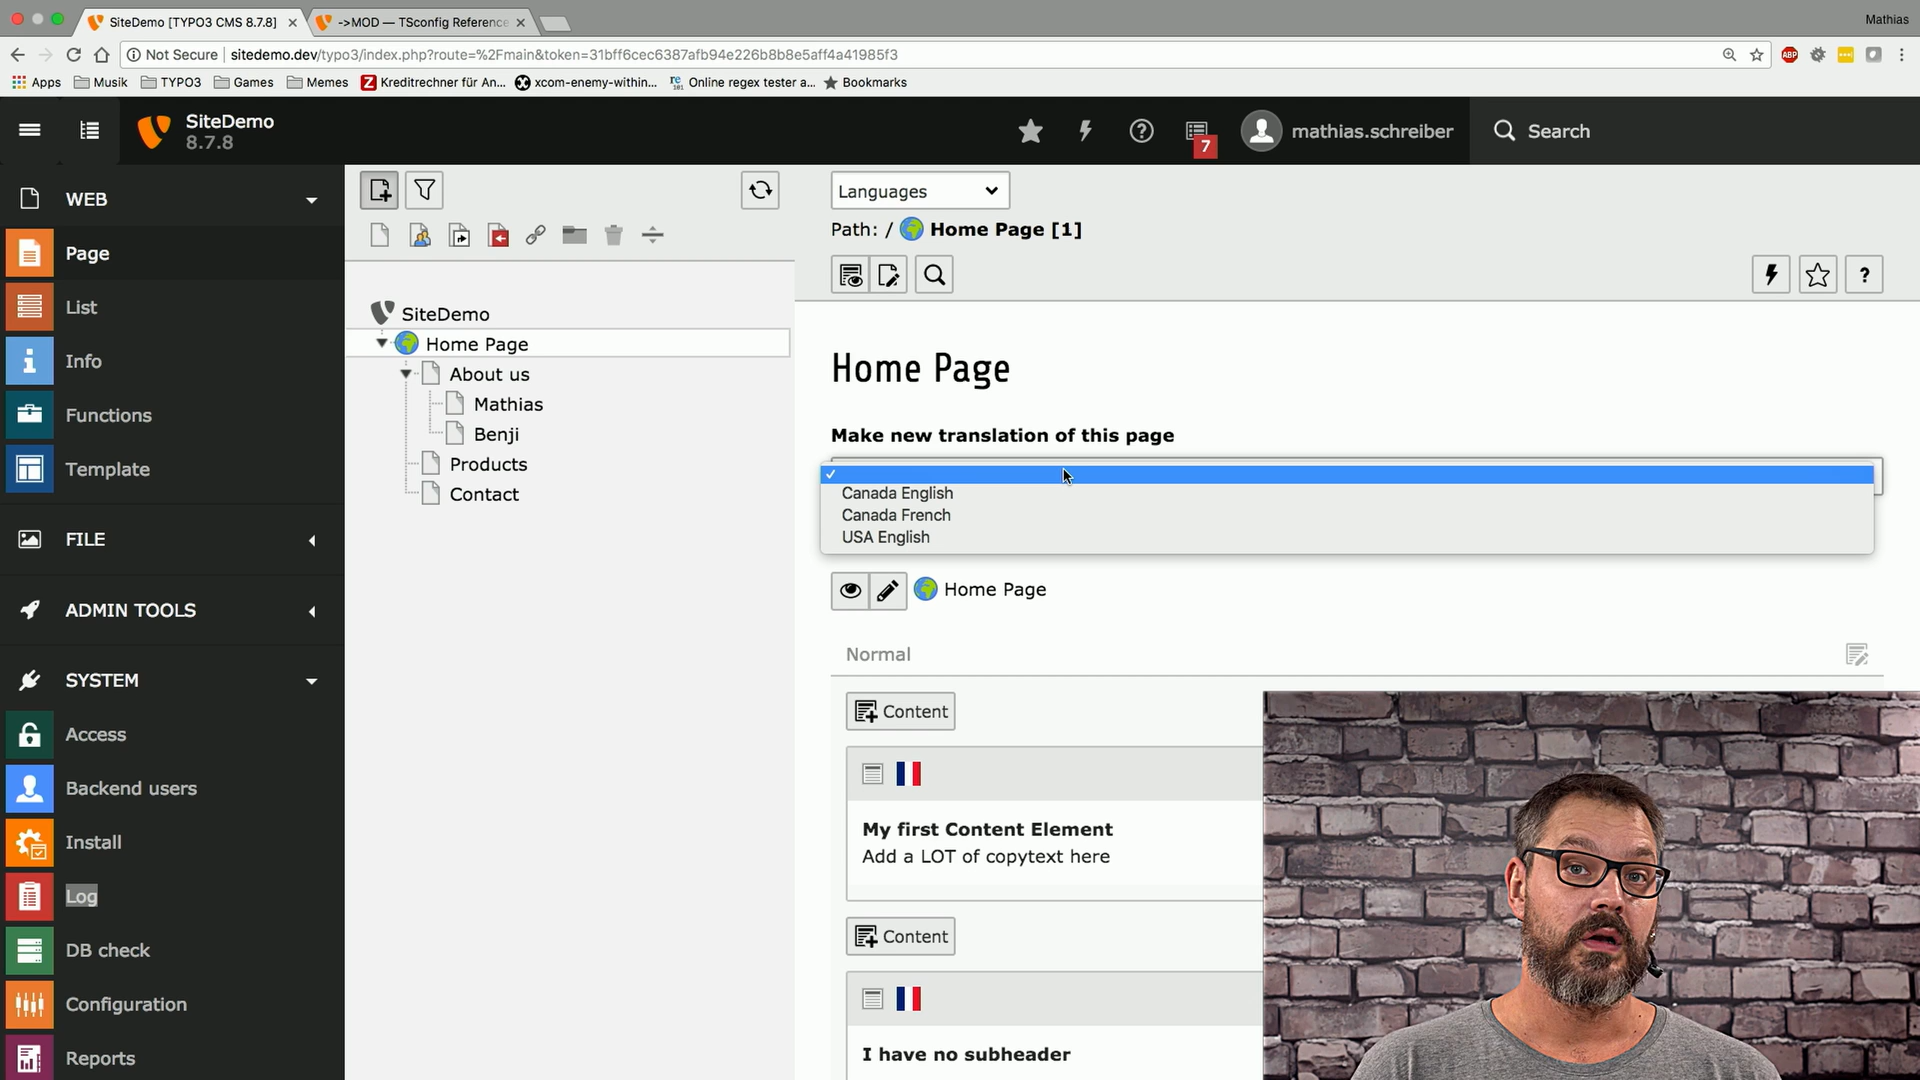 SiteDemo [TYPO3 CMS 8.7.8]
->MOD — TSconfig Reference
Mathias
Not Secure
sitedemo.dev/typo3/index.php?route=%2Fmain&token=31bff6cec6387afb94e226b8b8e5aff4a41985f3
ABP
Apps
Musik
TYPO3
Games
Memes
Z
Kreditrechner für An...
xcom-enemy-within...
Online regex tester a...
Bookmarks
SiteDemo
8.7.8
7
mathias.schreiber
Search
WEB
Page
List
Info
Functions
Template
FILE
ADMIN TOOLS
SYSTEM
Access
Backend users
Install
Log
DB check
Configuration
Reports
SiteDemo
Home Page
About us
Mathias
Benji
Products
Contact
Languages
Path: / Home Page [1]
Home Page
Make new translation of this page
Canada English
Canada French
USA English
Home Page
Normal
Content
My first Content Element
Add a LOT of copytext here
Content
I have no subheader